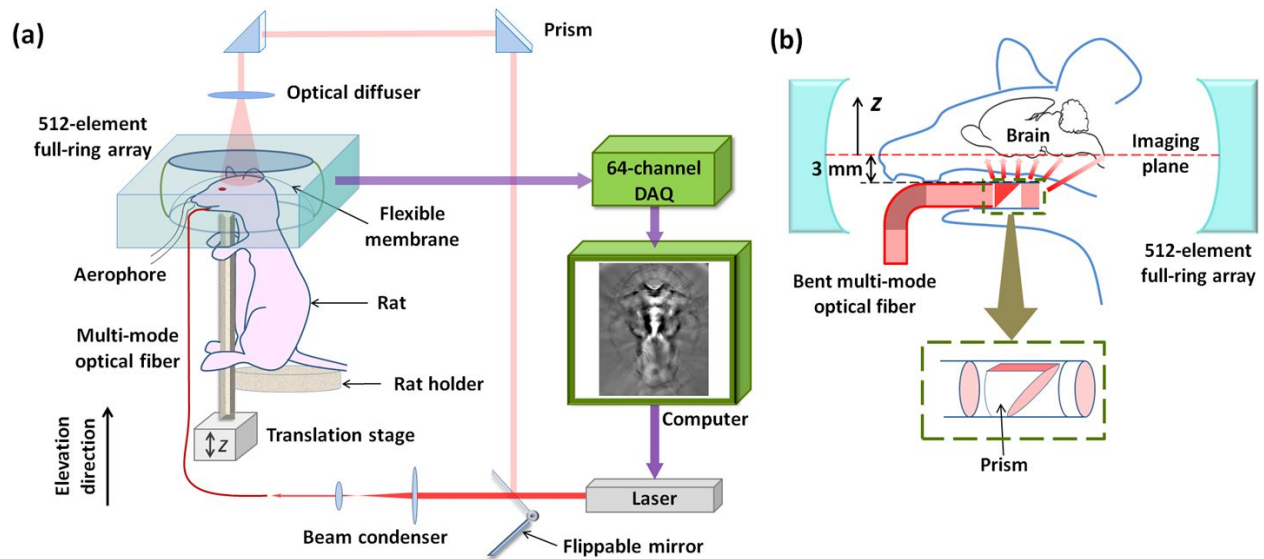 (a)
Prism
Optical diffuser
512-element
full-ring array
64-channel
DAQ
Flexible
membrane
Aerophore
Rat
Multi-mode
optical fiber
Rat holder
Computer
Translation stage
z
Elevation
direction
Laser
Beam condenser
Flippable mirror
(b)
z
Brain
Imaging
plane
3 mm
512-element
full-ring array
Bent multi-mode
optical fiber
Prism